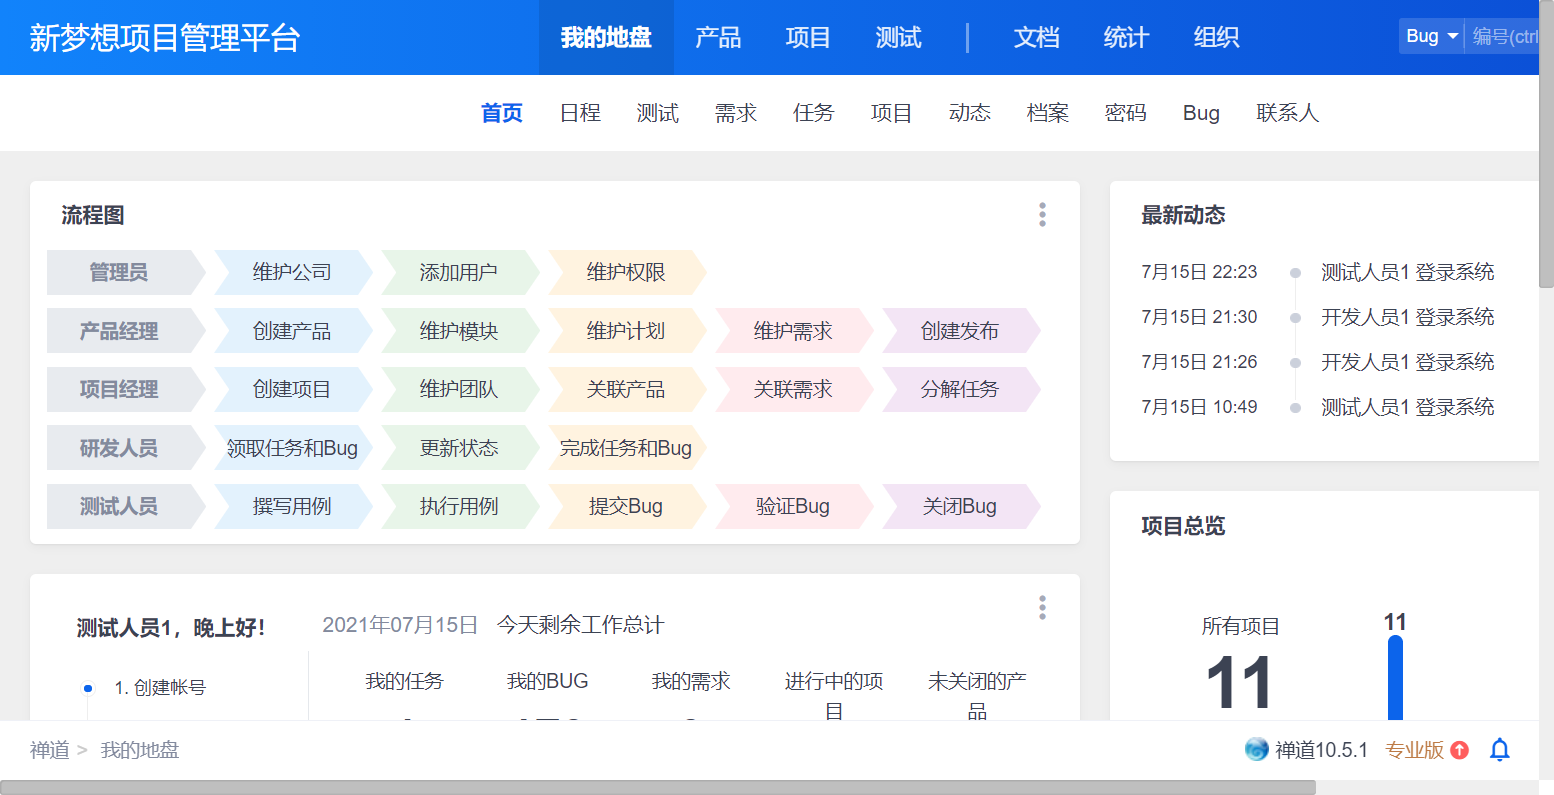 新梦想项目管理平台
我的地盘 产品 项目 测试 文档 统计 组织 Bug 编号(ctrl
首页 日程 测试 需求 任务 项目 动态 档案 密码 Bug 联系人
流程图
管理员 维护公司 添加用户 维护权限
产品经理 创建产品 维护模块 维护计划 维护需求 创建发布
项目经理 创建项目 维护团队 关联产品 关联需求 分解任务
研发人员 领取任务和Bug 更新状态 完成任务和Bug
测试人员 撰写用例 执行用例 提交Bug 验证Bug 关闭Bug
最新动态
7月15日 22:23 测试人员1 登录系统
7月15日 21:30 开发人员1 登录系统
7月15日 21:26 开发人员1 登录系统
7月15日 10:49 测试人员1 登录系统
测试人员1，晚上好！
1. 创建帐号
2021年07月15日 今天剩余工作总计
我的任务 我的BUG 我的需求 进行中的项目 未关闭的产品
项目总览
所有项目
11
11
禅道 > 我的地盘
禅道10.5.1 专业版